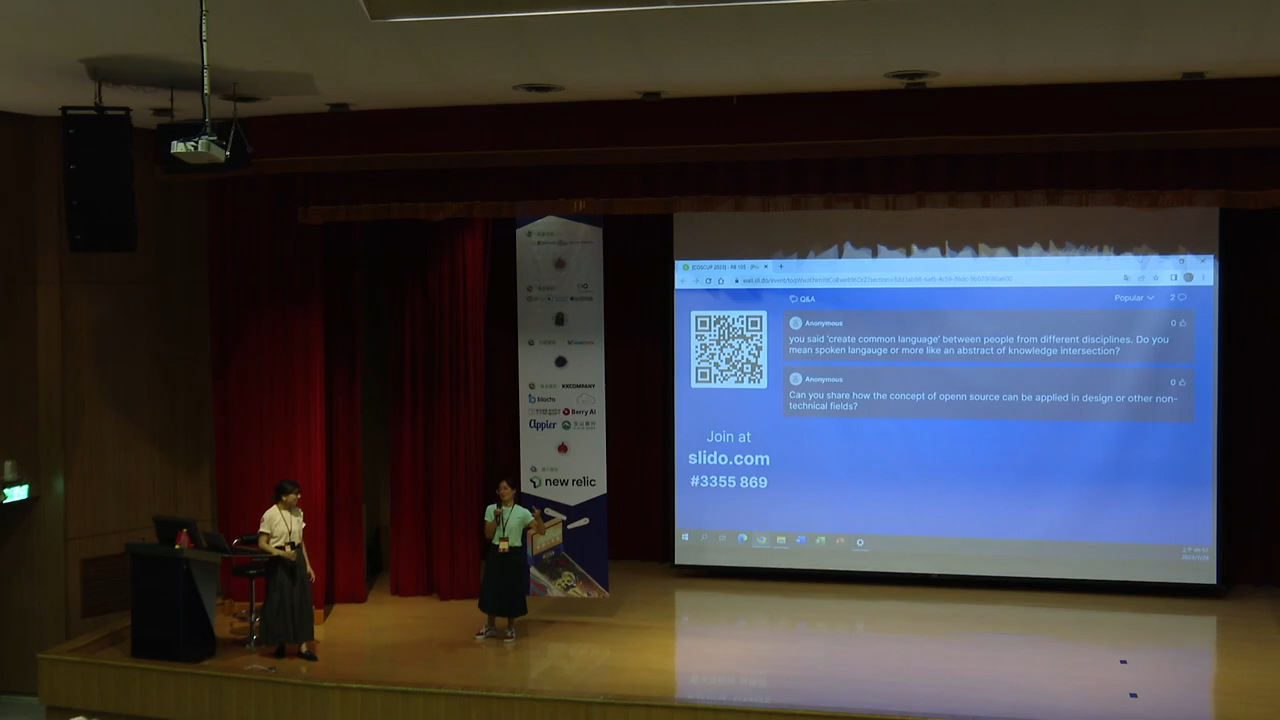 KKCOMPANY
blocto
Berry AI
Appier
new relic
Q&A
Popular
2
Anonymous
0
you said 'create common language' between people from different disciplines. Do you
mean spoken langauge or more like an abstract of knowledge intersection?
Anonymous
0
Can you share how the concept of openn source can be applied in design or other non-
technical fields?
Join at
slido.com
#3355 869